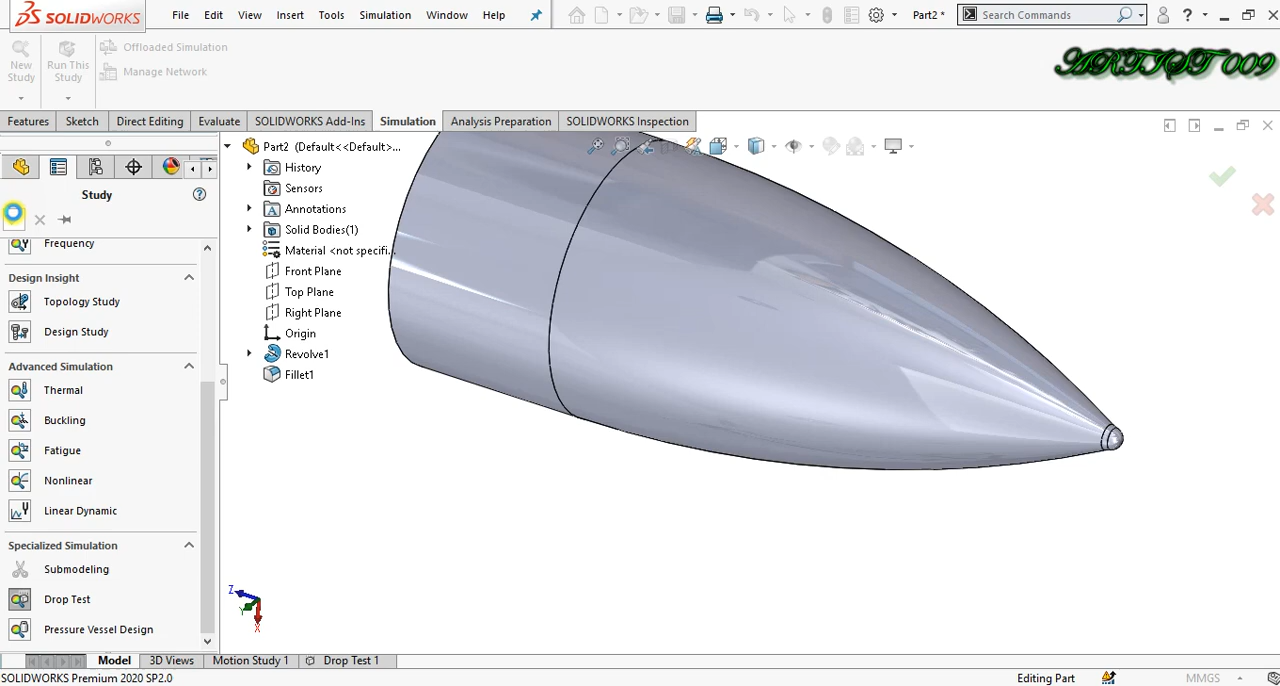 SOLIDWORKS File Edit View Insert Tools Simulation Window Help Part2 * Search Commands ?
New Study
Run This Study
Offloaded Simulation
Manage Network
ARTIST 009
Features Sketch Direct Editing Evaluate SOLIDWORKS Add-Ins Simulation Analysis Preparation SOLIDWORKS Inspection
Study
Frequency
Design Insight
Topology Study
Design Study
Advanced Simulation
Thermal
Buckling
Fatigue
Nonlinear
Linear Dynamic
Specialized Simulation
Submodeling
Drop Test
Pressure Vessel Design
Part2 (Default<<Default>...
History
Sensors
Annotations
Solid Bodies(1)
Material <not specifi...
Front Plane
Top Plane
Right Plane
Origin
Revolve1
Fillet1
Z
Y
X
Model 3D Views Motion Study 1 Drop Test 1
SOLIDWORKS Premium 2020 SP2.0 Editing Part MMGS